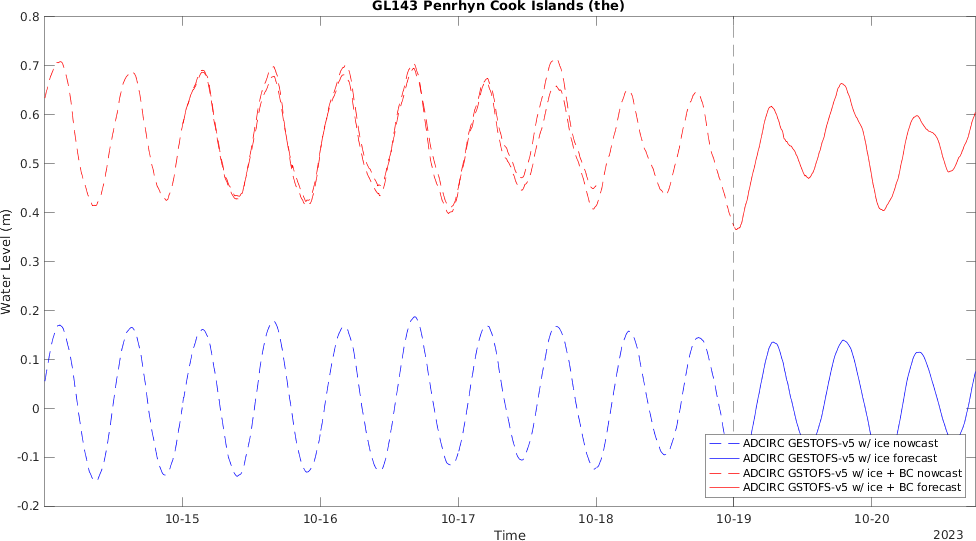 GL143 Penrhyn Cook Islands (the)
Water Level (m)
0.8
0.7
0.6
0.5
0.4
0.3
0.2
0.1
0
-0.1
-0.2
ADCIRC GESTOFS-v5 w/ ice nowcast
ADCIRC GESTOFS-v5 w/ ice forecast
ADCIRC GSTOFS-v5 w/ ice + BC nowcast
ADCIRC GSTOFS-v5 w/ ice + BC forecast
10-15 10-16 10-17 10-18 10-19 10-20
Time
2023